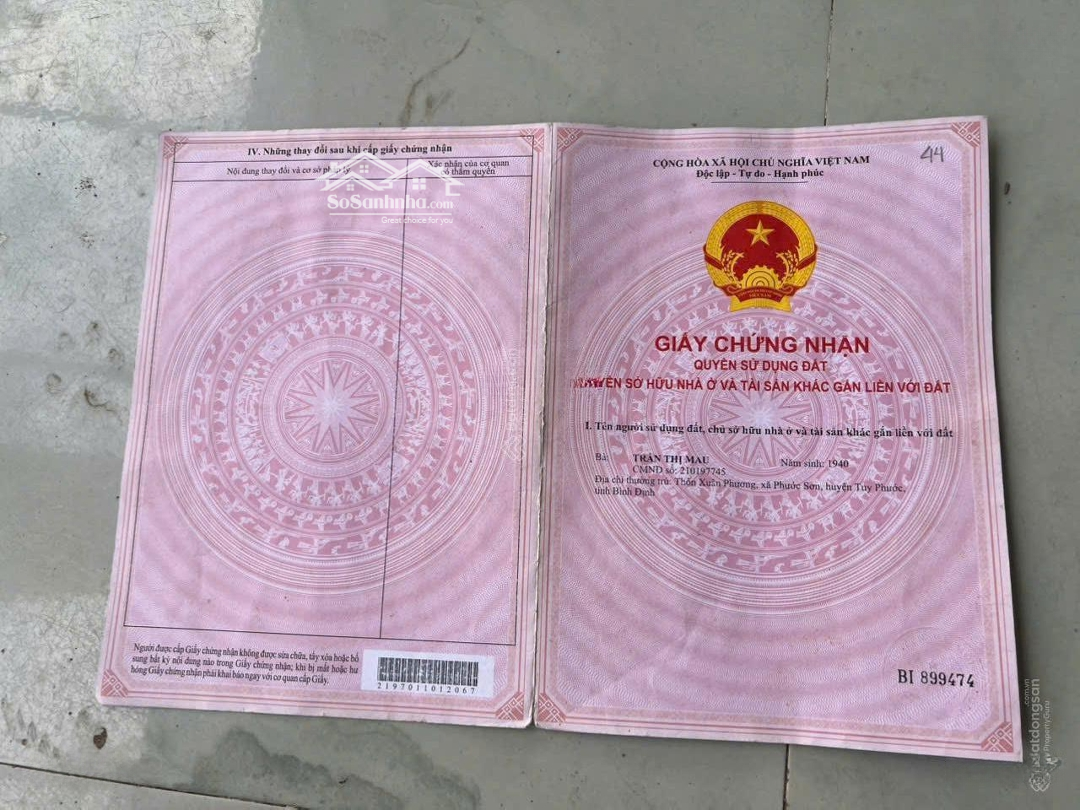 IV. Những thay đổi sau khi cấp giấy chứng nhận
Nội dung thay đổi và cơ sở pháp lý
Xác nhận của cơ quan
có thẩm quyền
SoSanhnha.com
Great choice for you
Người được cấp Giấy chứng nhận không được sửa chữa, tẩy xóa hoặc bổ
sung bất kỳ nội dung nào trong Giấy chứng nhận; khi bị mất hoặc hư
hỏng Giấy chứng nhận phải khai báo ngay với cơ quan cấp Giấy.
2197011012067
CỘNG HÒA XÃ HỘI CHỦ NGHĨA VIỆT NAM
Độc lập - Tự do - Hạnh phúc
44
GIẤY CHỨNG NHẬN
QUYỀN SỬ DỤNG ĐẤT
QUYỀN SỞ HỮU NHÀ Ở VÀ TÀI SẢN KHÁC GẮN LIỀN VỚI ĐẤT
I. Tên người sử dụng đất, chủ sở hữu nhà ở và tài sản khác gắn liền với đất
Bà: TRẦN THỊ MAU Năm sinh: 1940
CMND số: 210197745
Địa chỉ thường trú: Thôn Xuân Phương, xã Phước Sơn, huyện Tuy Phước,
tỉnh Bình Định
BI 899474
Batdongsan
.com.vn
by PropertyGuru